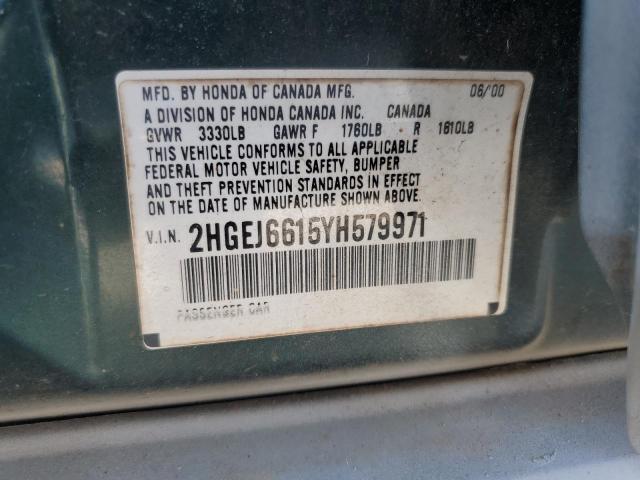 MFD. BY HONDA OF CANADA MFG. 06/00
A DIVISION OF HONDA CANADA INC. CANADA
GVWR 3330LB GAWR F 1760LB R 1610LB
THIS VEHICLE CONFORMS TO ALL APPLICABLE
FEDERAL MOTOR VEHICLE SAFETY, BUMPER
AND THEFT PREVENTION STANDARDS IN EFFECT
ON THE DATE OF MANUFACTURE SHOWN ABOVE.
V.I.N. 2HGEJ6615YH579971
PASSENGER CAR